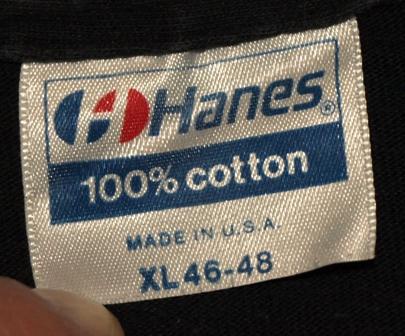 Hanes®
100% cotton
MADE IN U.S.A.
XL 46-48